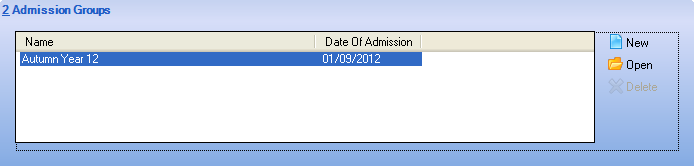 2 Admission Groups
Name Date Of Admission
Autumn Year 12 01/09/2012
New
Open
Delete